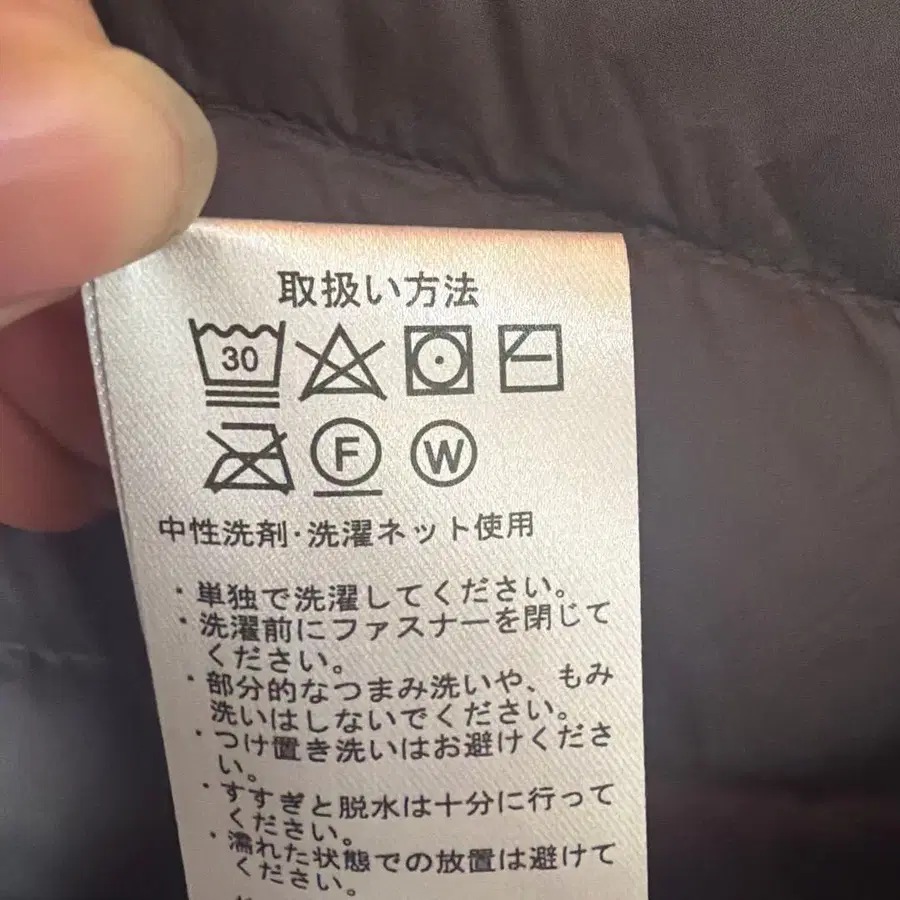 取扱い方法
30
F W
中性洗剤・洗濯ネット使用
・単独で洗濯してください。
・洗濯前にファスナーを閉じて
ください。
・部分的なつまみ洗いや、もみ
洗いはしないでください。
・つけ置き洗いはお避けくださ
い。
・すすぎと脱水は十分に行って
ください。
・濡れた状態での放置は避けて
ください。